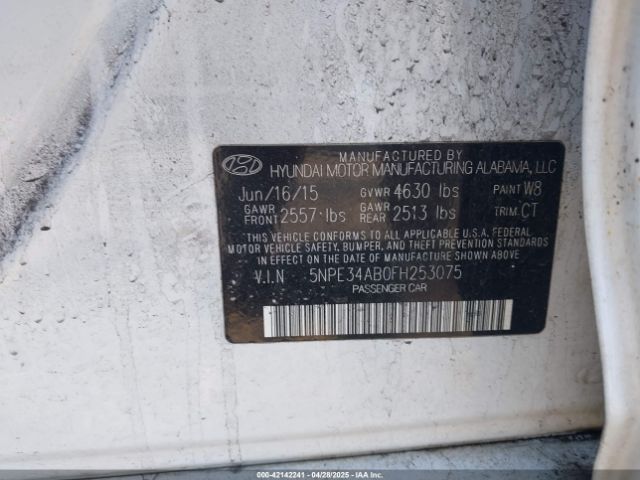 MANUFACTURED BY
HYUNDAI MOTOR MANUFACTURING ALABAMA, LLC
Jun/16/15 GVWR 4630 lbs PAINT W8
GAWR FRONT 2557 lbs GAWR REAR 2513 lbs TRIM: CT
THIS VEHICLE CONFORMS TO ALL APPLICABLE U.S.A. FEDERAL
MOTOR VEHICLE SAFETY, BUMPER, AND THEFT PREVENTION STANDARDS
IN EFFECT ON THE DATE OF MANUFACTURE SHOWN ABOVE.
V.I.N 5NPE34AB0FH253075
PASSENGER CAR
000-42142241 04/28/2025 IAAI.COM